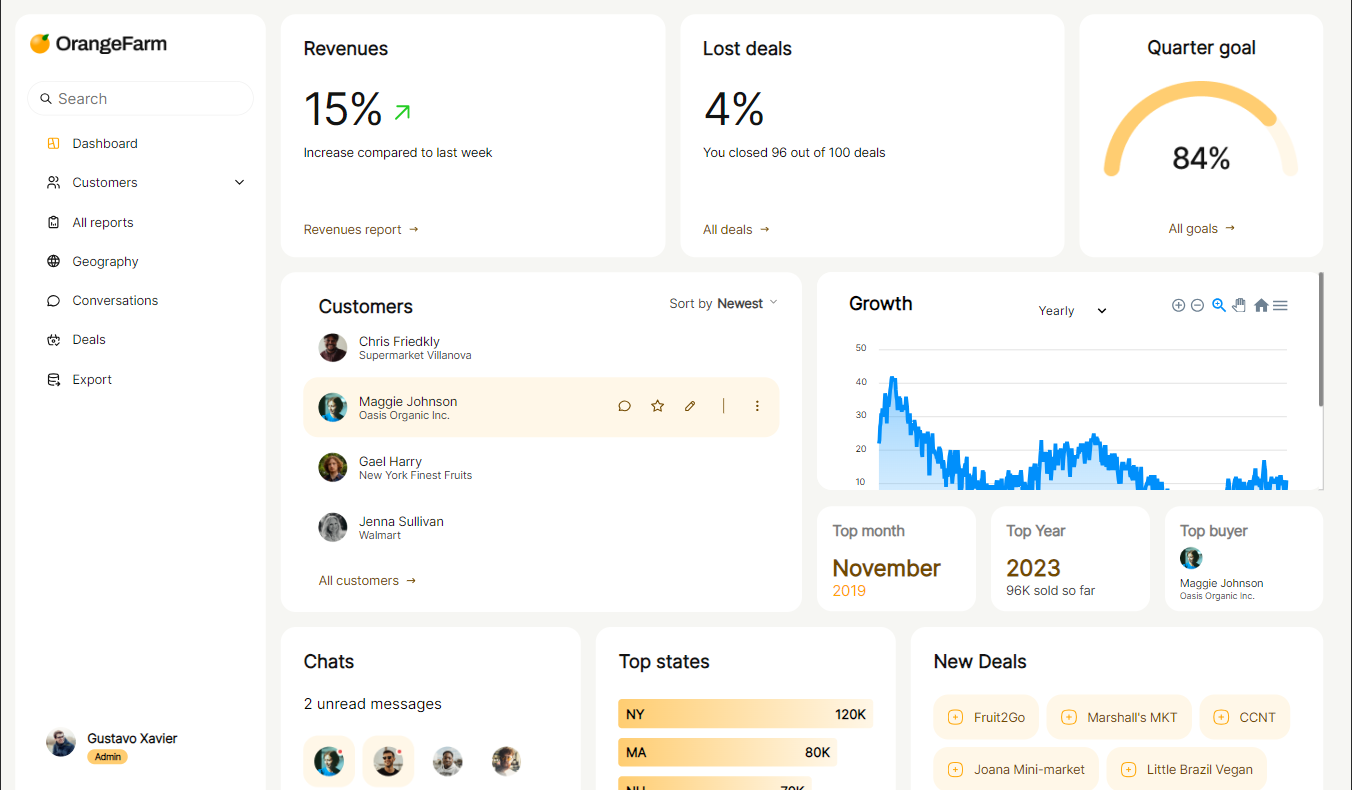 OrangeFarm
Search
Dashboard
Customers
All reports
Geography
Conversations
Deals
Export
Gustavo Xavier
Admin
Revenues
15%
Increase compared to last week
Revenues report →
Lost deals
4%
You closed 96 out of 100 deals
All deals →
Quarter goal
84%
All goals →
Customers
Sort by Newest
Chris Friedkly
Supermarket Villanova
Maggie Johnson
Oasis Organic Inc.
Gael Harry
New York Finest Fruits
Jenna Sullivan
Walmart
All customers →
Growth
Yearly
50
40
30
20
10
Top month
November
2019
Top Year
2023
96K sold so far
Top buyer
Maggie Johnson
Oasis Organic Inc.
Chats
2 unread messages
Top states
NY 120K
MA 80K
NH 70K
New Deals
Fruit2Go
Marshall's MKT
CCNT
Joana Mini-market
Little Brazil Vegan